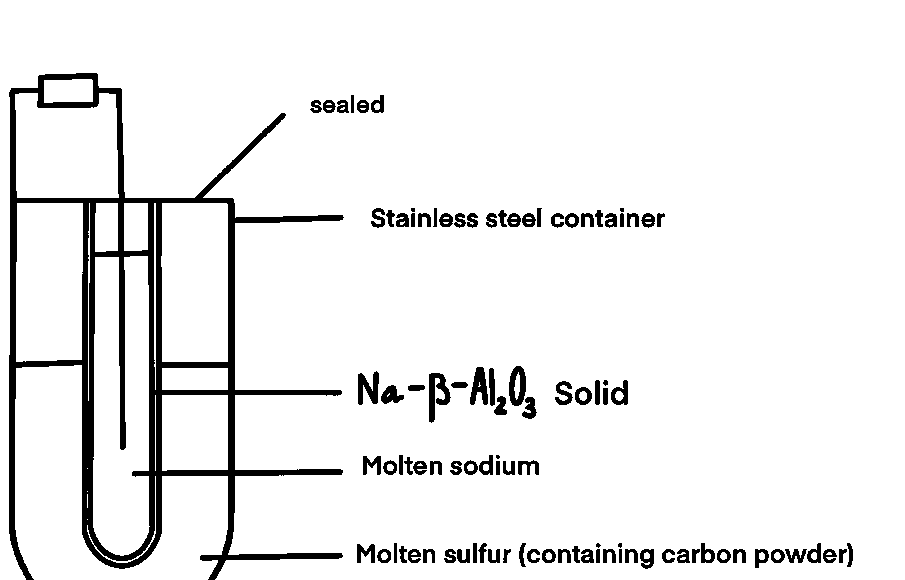 sealed
Stainless steel container
Na-β-Al₂O₃ Solid
Molten sodium
Molten sulfur (containing carbon powder)